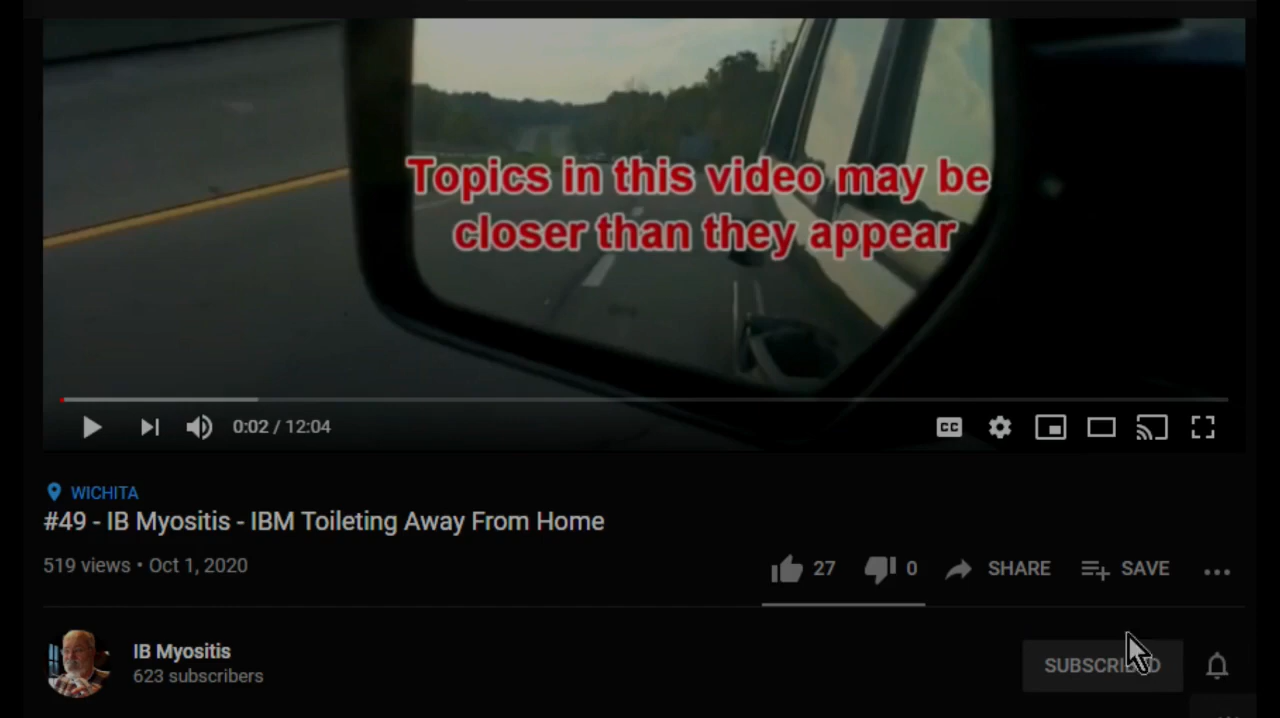 Topics in this video may be
closer than they appear
0:02 / 12:04
CC
WICHITA
#49 - IB Myositis - IBM Toileting Away From Home
519 views • Oct 1, 2020
27
0
SHARE
SAVE
IB Myositis
623 subscribers
SUBSCRIBED